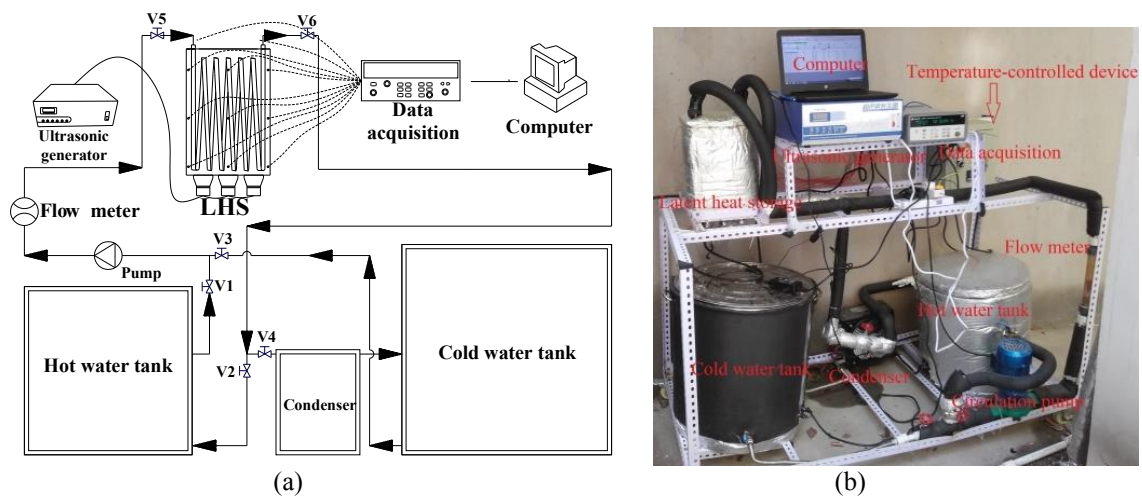 V5
V6
Ultrasonic
generator
Data
acquisition
Computer
LHS
Flow meter
Pump
V3
V1
Hot water tank
V4
V2
Condenser
Cold water tank
(a)
Computer
Temperature-controlled device
Ultrasonic generator
Data acquisition
Latent heat storage
Flow meter
Hot water tank
Cold water tank
Condenser
Circulation pump
(b)